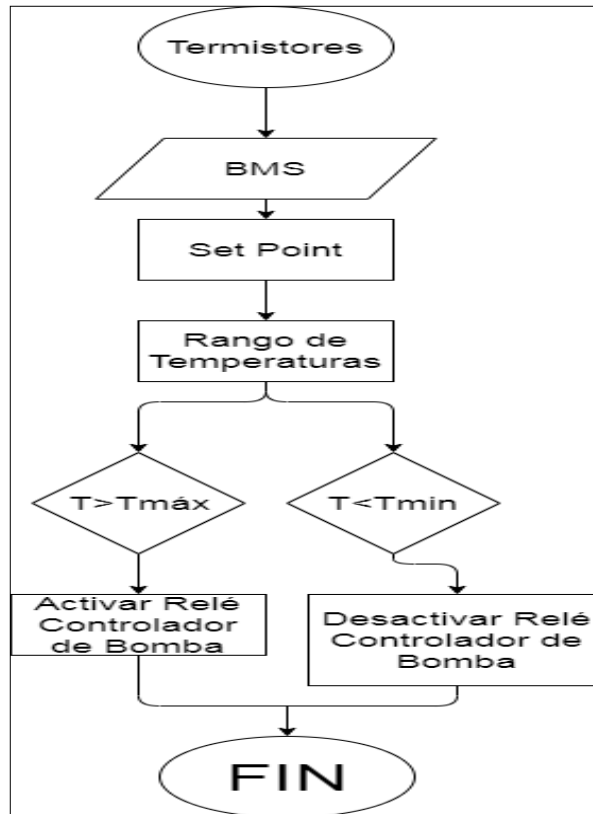 Termistores
BMS
Set Point
Rango de
Temperaturas
T>Tmáx
T<Tmin
Activar Relé
Controlador
de Bomba
Desactivar Relé
Controlador de
Bomba
FIN